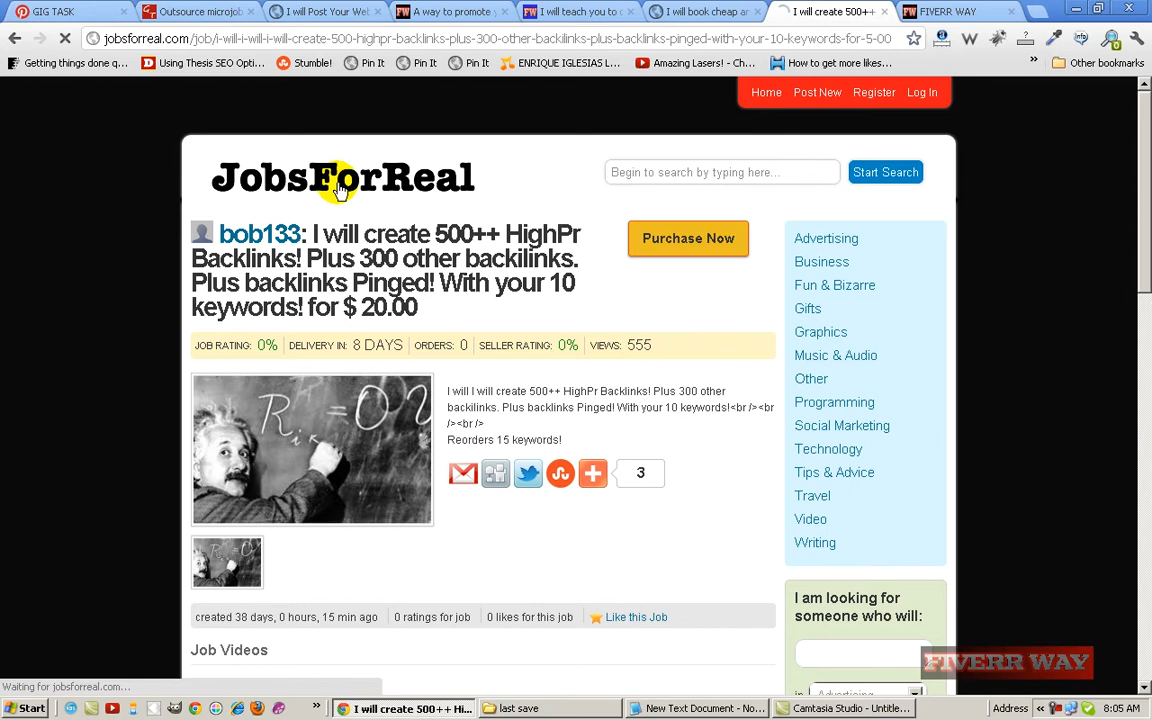 GIG TASK
Outsource microjob
I will Post Your Wel
A way to promote
I will teach you to
I will book cheap ar
I will create 500++
FIVERR WAY
jobsforreal.com/job/i-will-i-will-i-will-create-500-highpr-backlinks-plus-300-other-backilinks-plus-backlinks-pinged-with-your-10-keywords-for-5-00
Getting things done q...
Using Thesis SEO Opti...
Stumble!
Pin It
Pin It
Pin It
ENRIQUE IGLESIAS L...
Amazing Lasers! - Ch...
How to get more likes...
»
Other bookmarks
Home Post New Register Log In
JobsForReal
Begin to search by typing here...
Start Search
bob133: I will create 500++ HighPr
Backlinks! Plus 300 other backilinks.
Plus backlinks Pinged! With your 10
keywords! for $ 20.00
Purchase Now
JOB RATING: 0% DELIVERY IN: 8 DAYS ORDERS: 0 SELLER RATING: 0% VIEWS: 555
I will I will create 500++ HighPr Backlinks! Plus 300 other
backilinks. Plus backlinks Pinged! With your 10 keywords!<br /><br
/><br />
Reorders 15 keywords!
3
created 38 days, 0 hours, 15 min ago 0 ratings for job 0 likes for this job Like this Job
Job Videos
Advertising
Business
Fun & Bizarre
Gifts
Graphics
Music & Audio
Other
Programming
Social Marketing
Technology
Tips & Advice
Travel
Video
Writing
I am looking for
someone who will:
in Advertising
FIVERR WAY
Waiting for jobsforreal.com...
Start
»
I will create 500++ Hi...
last save
New Text Document - No...
Camtasia Studio - Untitle...
Address
«
8:05 AM